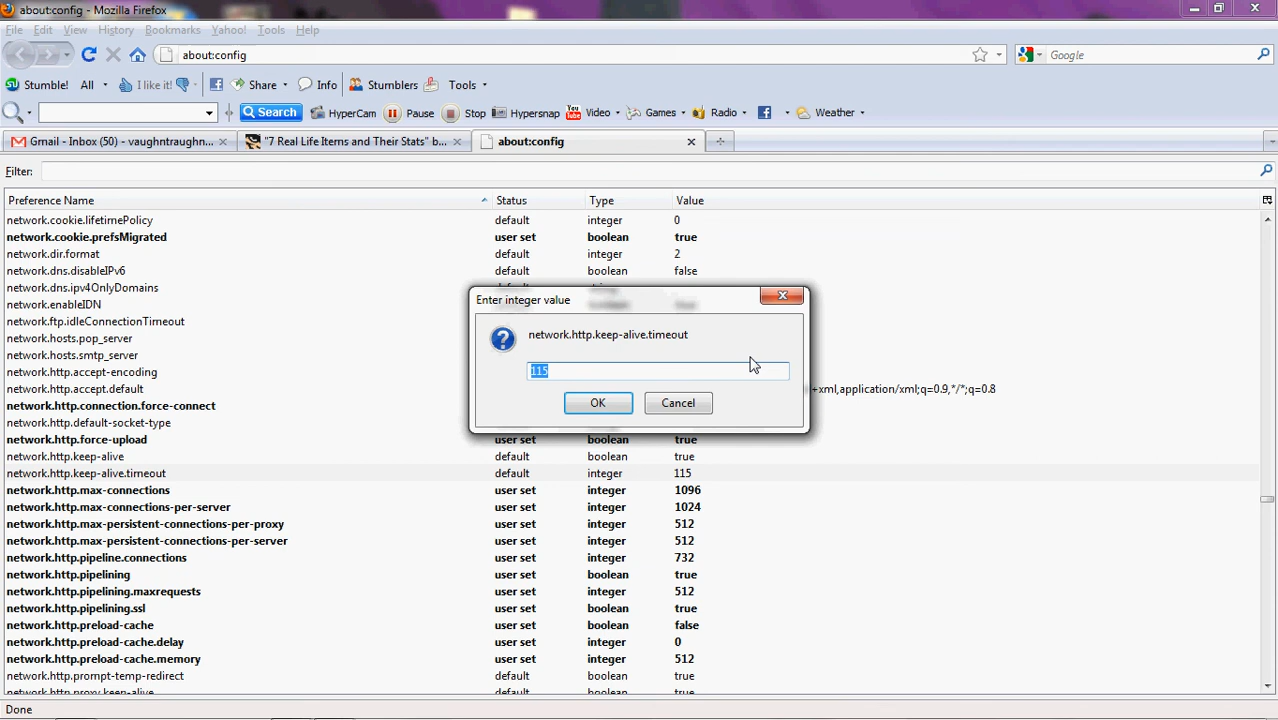 about:config - Mozilla Firefox
File Edit View History Bookmarks Yahoo! Tools Help
about:config Google
Stumble! All I like it! Share Info Stumblers Tools
Search HyperCam Pause Stop Hypersnap You Tube Video Games Radio Weather
Gmail - Inbox (50) - vaughntraughn... "7 Real Life Items and Their Stats" b... about:config
Filter:
Preference Name Status Type Value
network.cookie.lifetimePolicy default integer 0
network.cookie.prefsMigrated user set boolean true
network.dir.format default integer 2
network.dns.disableIPv6 default boolean false
network.dns.ipv4OnlyDomains
network.enableIDN
network.ftp.idleConnectionTimeout
network.hosts.pop_server
network.hosts.smtp_server
network.http.accept-encoding
network.http.accept.default +xml,application/xml;q=0.9,*/*;q=0.8
network.http.connection.force-connect
network.http.default-socket-type
network.http.force-upload user set boolean true
network.http.keep-alive default boolean true
network.http.keep-alive.timeout default integer 115
network.http.max-connections user set integer 1096
network.http.max-connections-per-server user set integer 1024
network.http.max-persistent-connections-per-proxy user set integer 512
network.http.max-persistent-connections-per-server user set integer 512
network.http.pipeline.connections user set integer 732
network.http.pipelining user set boolean true
network.http.pipelining.maxrequests user set integer 512
network.http.pipelining.ssl user set boolean true
network.http.preload-cache user set boolean false
network.http.preload-cache.delay user set integer 0
network.http.preload-cache.memory user set integer 512
network.http.prompt-temp-redirect default boolean true
network.http.proxy.keep-alive default boolean true
Enter integer value
network.http.keep-alive.timeout
115
OK Cancel
Done